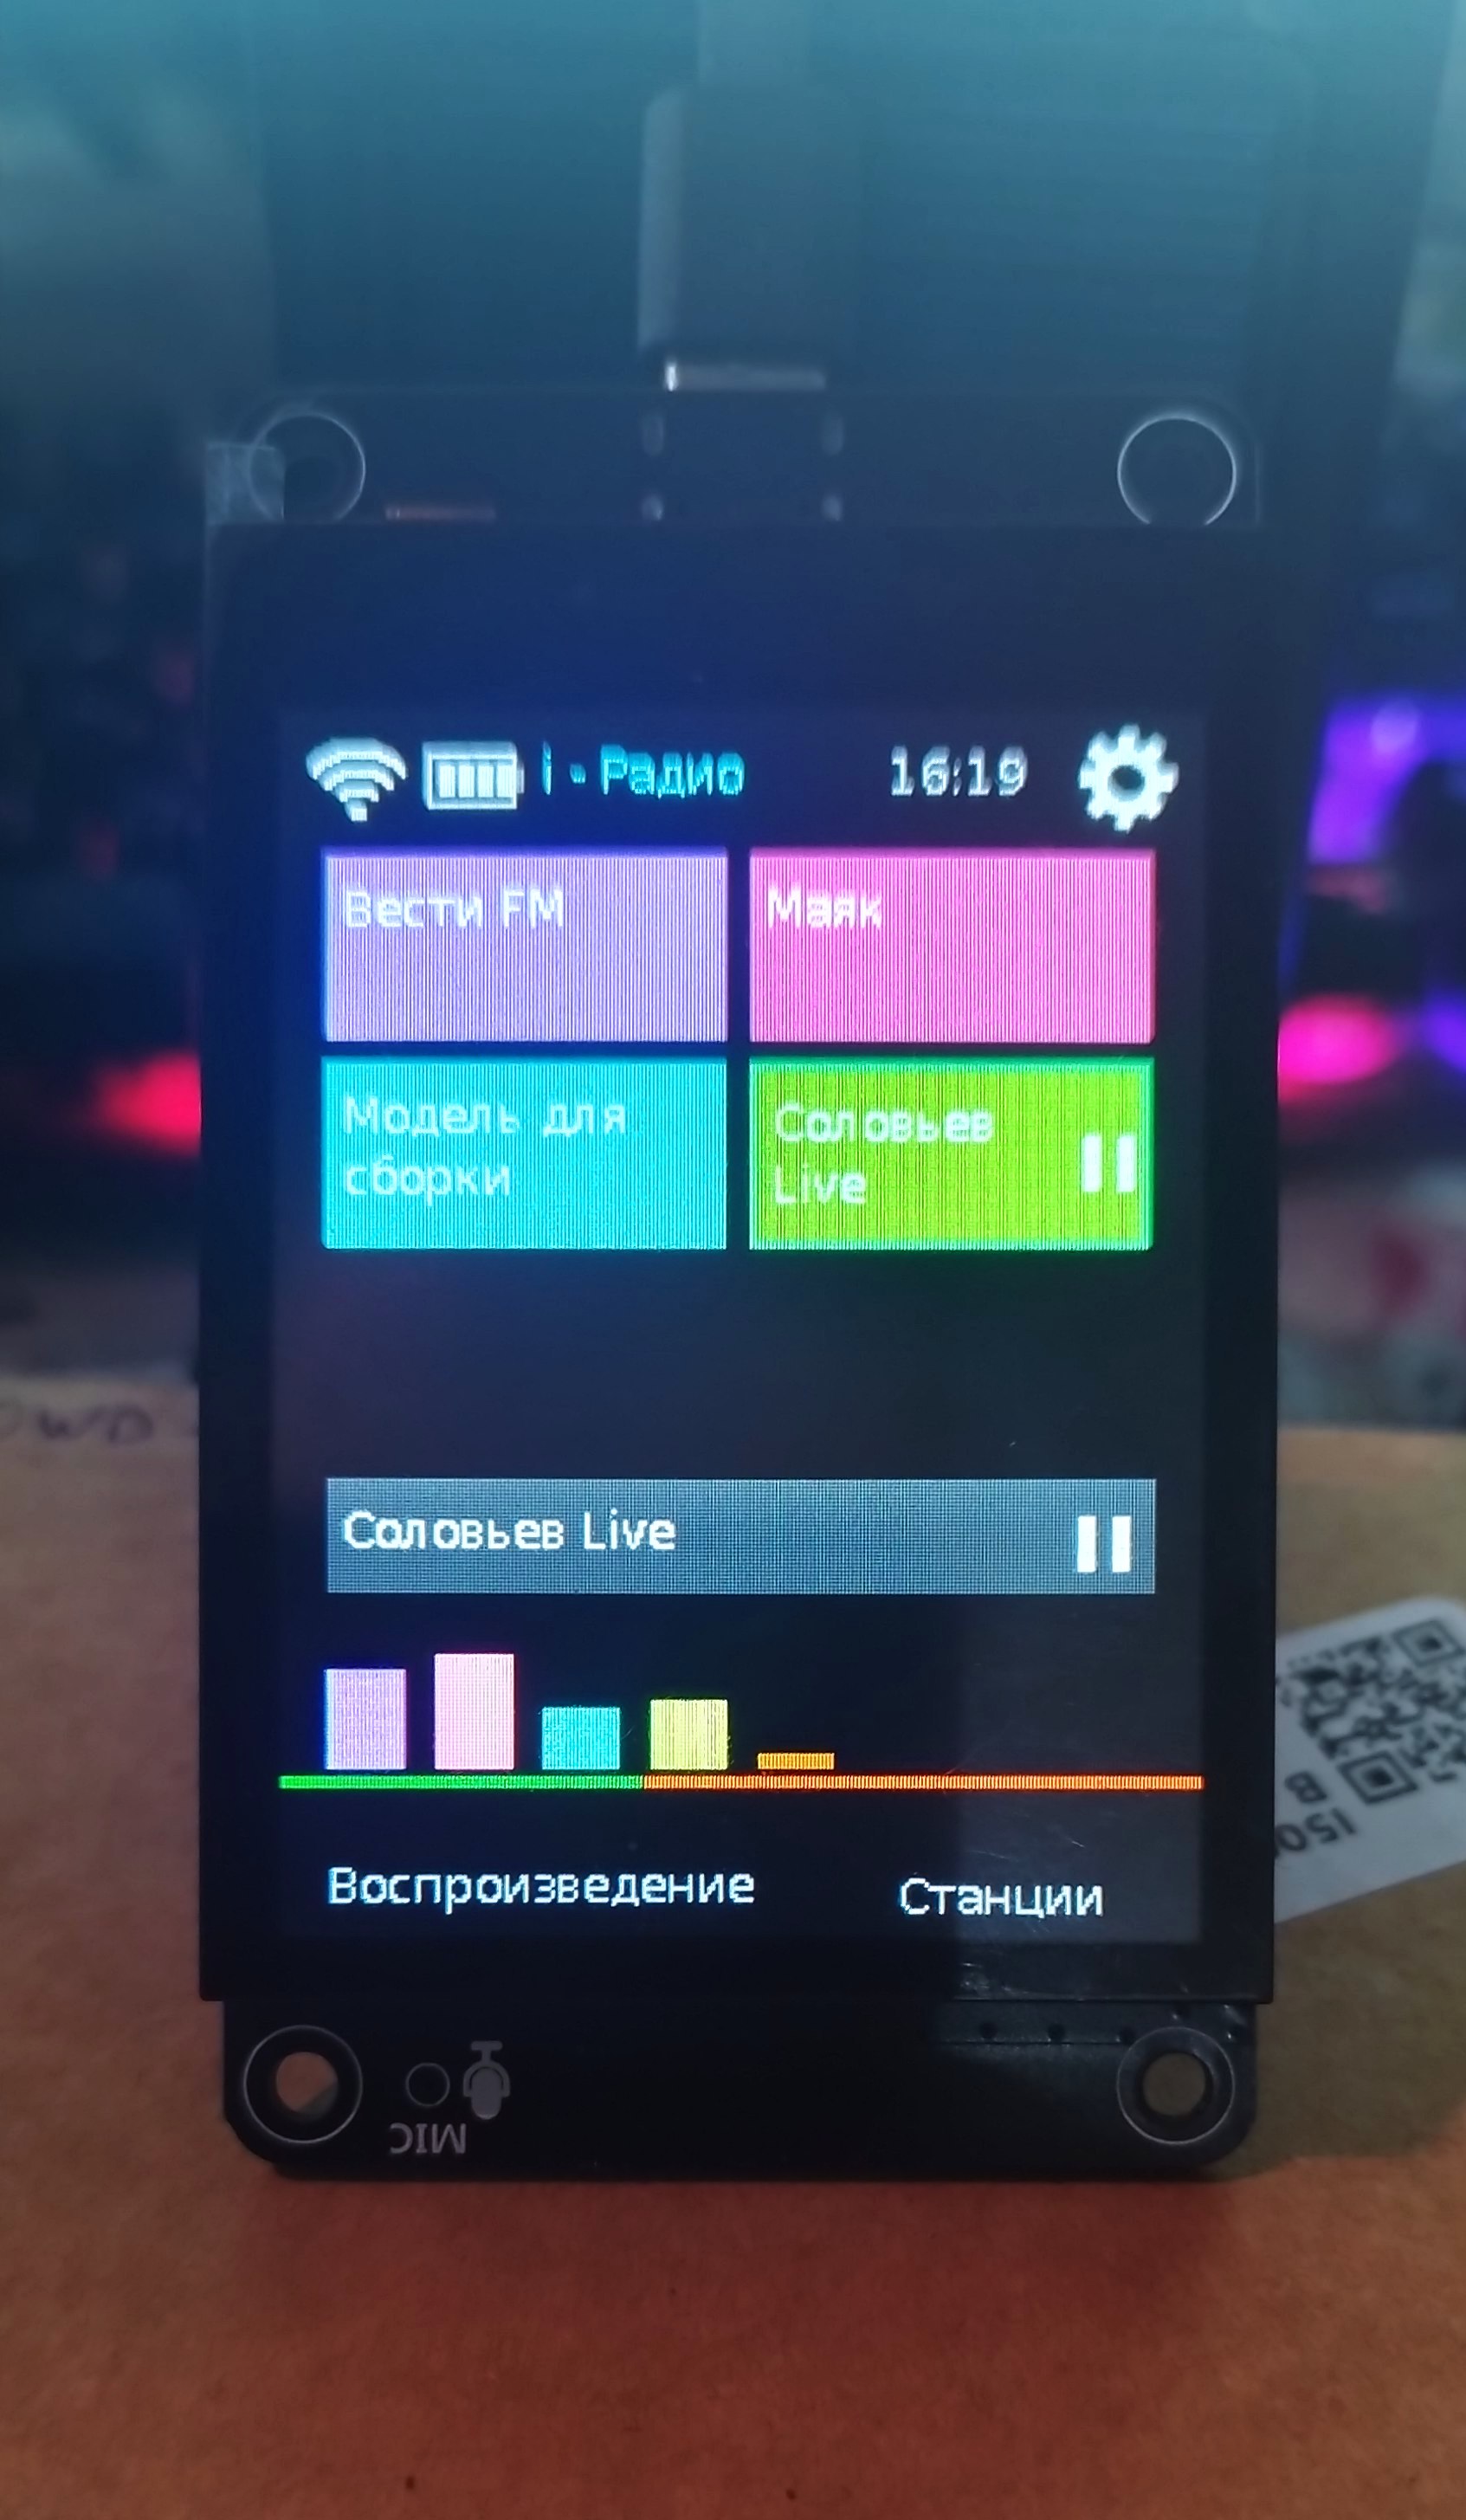 i - Радио 16:19
Вести FM
Маяк
Модель для
сборки
Соловьев
Live
Соловьев Live
Воспроизведение Станции
MIC
B